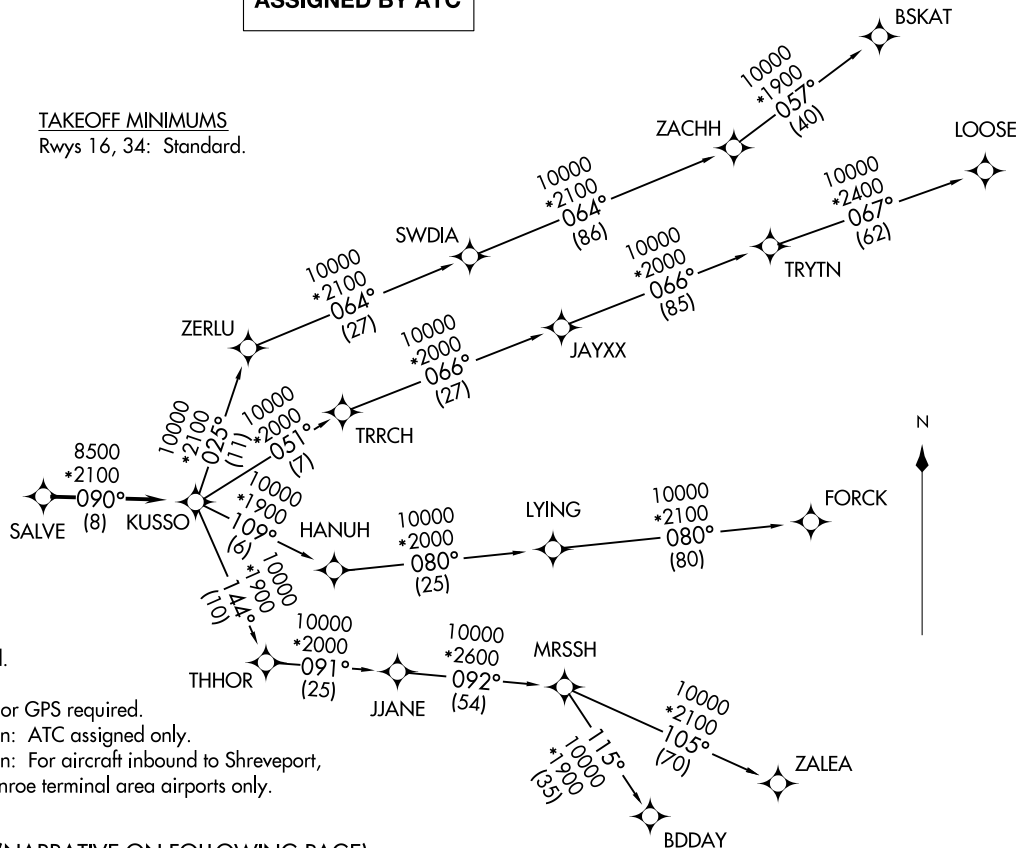 ASSIGNED BY ATC
TAKEOFF MINIMUMS
Rwys 16, 34: Standard.
BSKAT
10000
*1900
057°
(40)
ZACHH
LOOSE
10000
*2100
064°
(86)
10000
*2400
067°
(62)
SWDIA
10000
*2100
064°
(27)
10000
*2000
066°
(85)
TRYTN
ZERLU
10000
*2000
066°
(27)
JAYXX
10000
*2100
025°
(11)
10000
*2000
051°
(7)
TRRCH
N
8500
*2100
090°
(8)
SALVE
KUSSO
10000
*1900
109°
(6)
HANUH
10000
*2000
080°
(25)
LYING
10000
*2100
080°
(80)
FORCK
10000
*1900
144°
(10)
THHOR
10000
*2000
091°
(25)
JJANE
10000
*2600
092°
(54)
MRSSH
10000
*2100
105°
(70)
ZALEA
115°
10000
*1900
(35)
BDDAY
or GPS required.
n: ATC assigned only.
n: For aircraft inbound to Shreveport,
nroe terminal area airports only.
(NARRATIVE ON FOLLOWING PAGE)